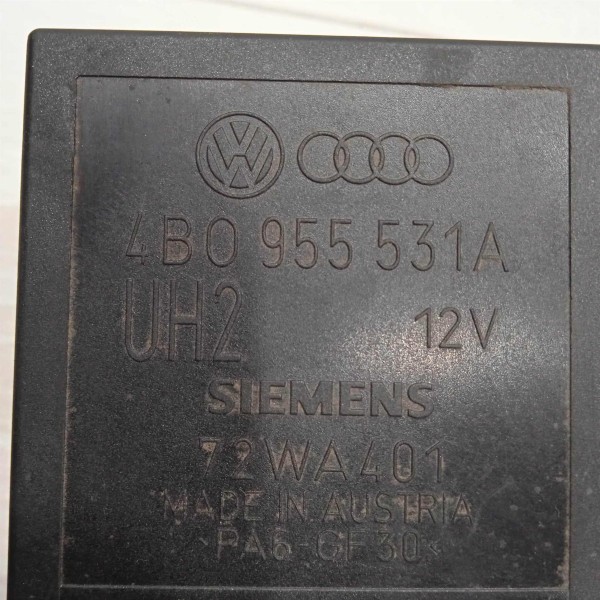 4B0 955 531A
UH2 12V
SIEMENS
72WA401
MADE IN AUSTRIA
>PA6-GF30<